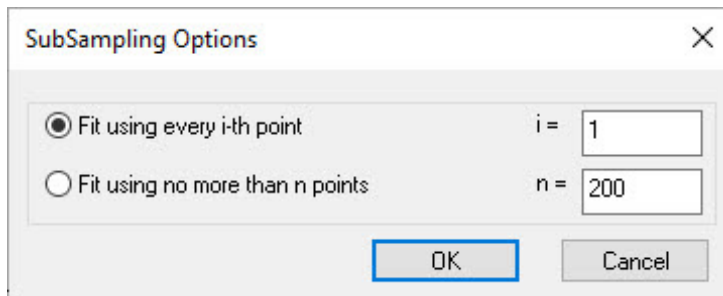 SubSampling Options
Fit using every i-th point i = 1
Fit using no more than n points n = 200
OK Cancel